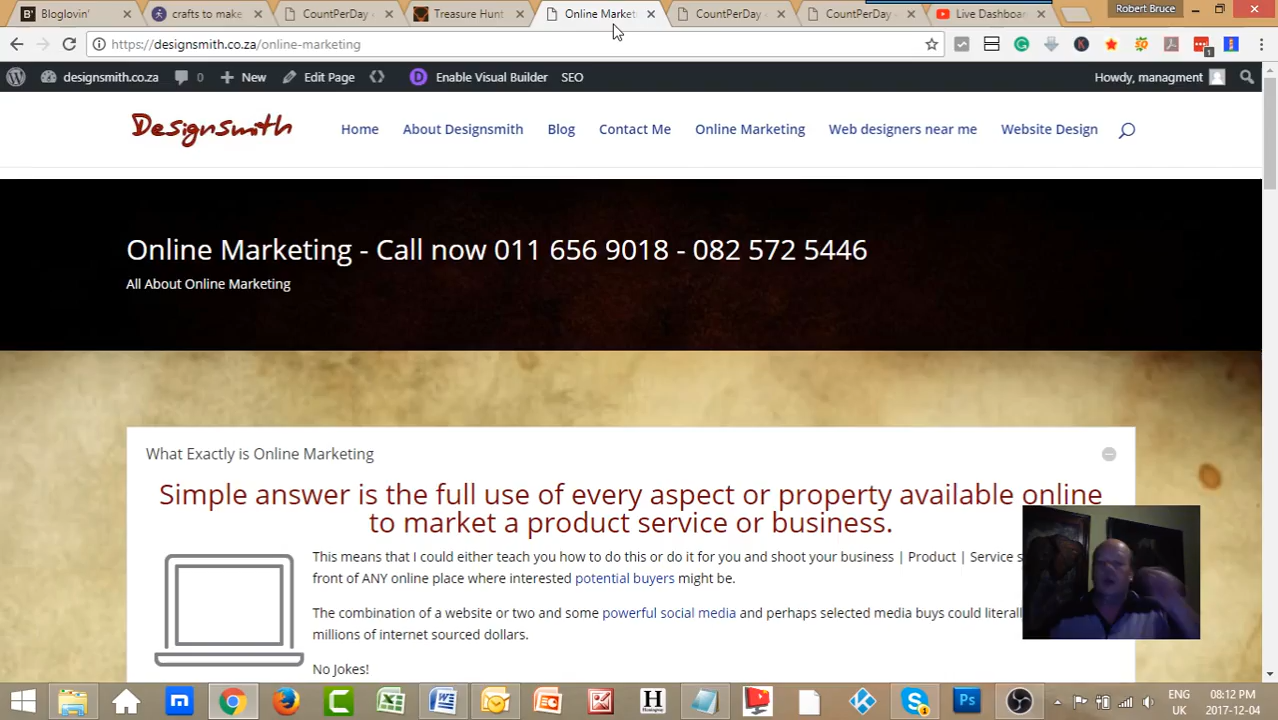 Bloglovin'
crafts to make
CountPerDay
Treasure Hunt
Online Market
CountPerDay
CountPerDay
Live Dashboa
Robert Bruce
https://designsmith.co.za/online-marketing
designsmith.co.za
0
New
Edit Page
D
Enable Visual Builder
SEO
Howdy, managment
Designsmith
Home
About Designsmith
Blog
Contact Me
Online Marketing
Web designers near me
Website Design
Online Marketing - Call now 011 656 9018 - 082 572 5446
All About Online Marketing
What Exactly is Online Marketing
Simple answer is the full use of every aspect or property available online
to market a product service or business.
This means that I could either teach you how to do this or do it for you and shoot your business | Product | Service s
front of ANY online place where interested potential buyers might be.
The combination of a website or two and some powerful social media and perhaps selected media buys could literall
millions of internet sourced dollars.
No Jokes!
ENG
UK
08:12 PM
2017-12-04